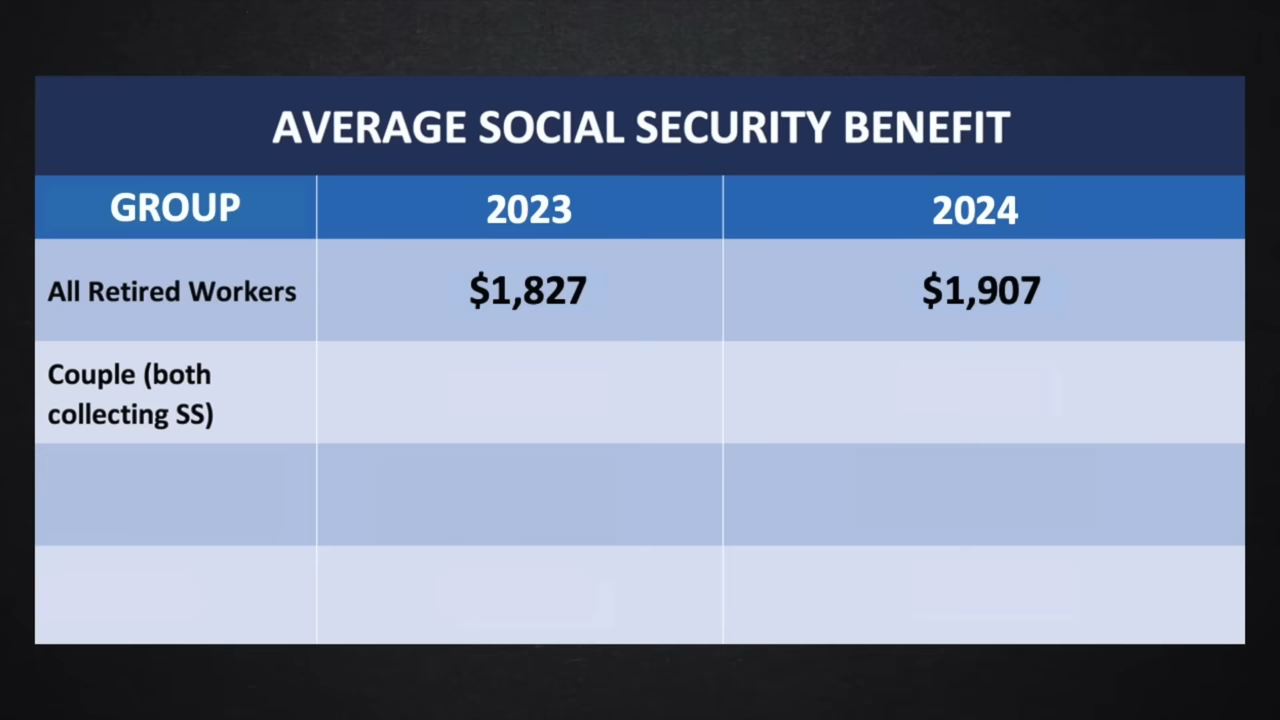 AVERAGE SOCIAL SECURITY BENEFIT
GROUP 2023 2024
All Retired Workers $1,827 $1,907
Couple (both
collecting SS)